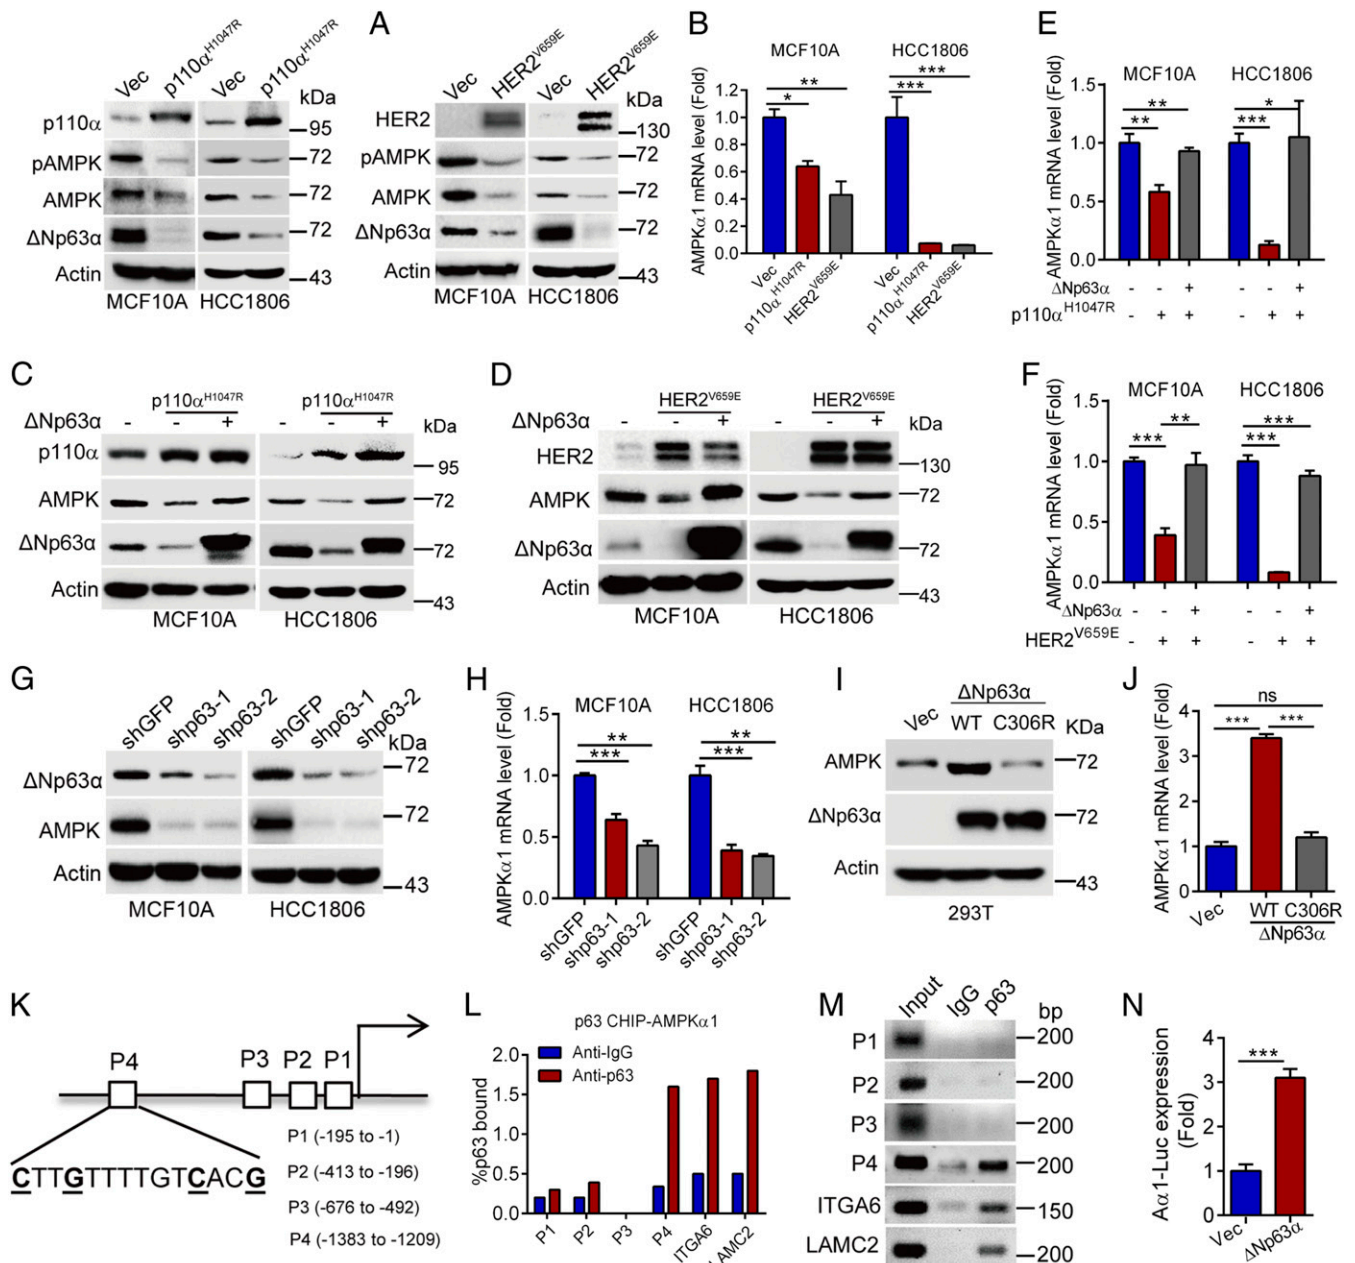 Vec p110α^H1047R Vec p110α^H1047R
kDa
p110α
95
pAMPK
72
AMPK
72
ΔNp63α
72
Actin
43
MCF10A HCC1806
A
Vec HER2^V659E Vec HER2^V659E
kDa
HER2
130
pAMPK
72
AMPK
72
ΔNp63α
72
Actin
43
MCF10A HCC1806
B
MCF10A HCC1806
AMPKα1 mRNA level (Fold)
1.2
1.0
0.8
0.6
0.4
0.2
0.0
** * *** ***
Vec p110α^H1047R HER2^V659E Vec p110α^H1047R HER2^V659E
E
MCF10A HCC1806
AMPKα1 mRNA level (Fold)
1.5
1.0
0.5
0.0
** ** * ***
ΔNp63α - - + - - +
p110α^H1047R - + + - + +
C
p110α^H1047R p110α^H1047R
ΔNp63α - - + - - + kDa
p110α
95
AMPK
72
ΔNp63α
72
Actin
43
MCF10A HCC1806
D
HER2^V659E HER2^V659E
ΔNp63α - - + - - + kDa
HER2
130
AMPK
72
ΔNp63α
72
Actin
43
MCF10A HCC1806
F
MCF10A HCC1806
AMPKα1 mRNA level (Fold)
1.5
1.0
0.5
0.0
*** ** *** ***
ΔNp63α - - + - - +
HER2^V659E - + + - + +
G
shGFP shp63-1 shp63-2 shGFP shp63-1 shp63-2
kDa
ΔNp63α
72
AMPK
72
Actin
43
MCF10A HCC1806
H
MCF10A HCC1806
AMPKα1 mRNA level (Fold)
1.5
1.0
0.5
0.0
** *** ** ***
shGFP shp63-1 shp63-2 shGFP shp63-1 shp63-2
I
ΔNp63α
Vec WT C306R KDa
AMPK
72
ΔNp63α
72
Actin
43
293T
J
AMPKα1 mRNA level (Fold)
4
3
2
1
0
ns
*** ***
Vec WT C306R
ΔNp63α
K
P4 P3 P2 P1
CTTGTTTTGTCACG
P1 (-195 to -1)
P2 (-413 to -196)
P3 (-676 to -492)
P4 (-1383 to -1209)
L
p63 CHIP-AMPKα1
Anti-IgG
Anti-p63
%p63 bound
2.0
1.5
1.0
0.5
0.0
P1 P2 P3 P4 ITGA6 LAMC2
M
Input IgG p63 bp
P1 200
P2 200
P3 200
P4 200
ITGA6 150
LAMC2 200
N
Aα1-Luc expression
(Fold)
4
3
2
1
0
***
Vec ΔNp63α